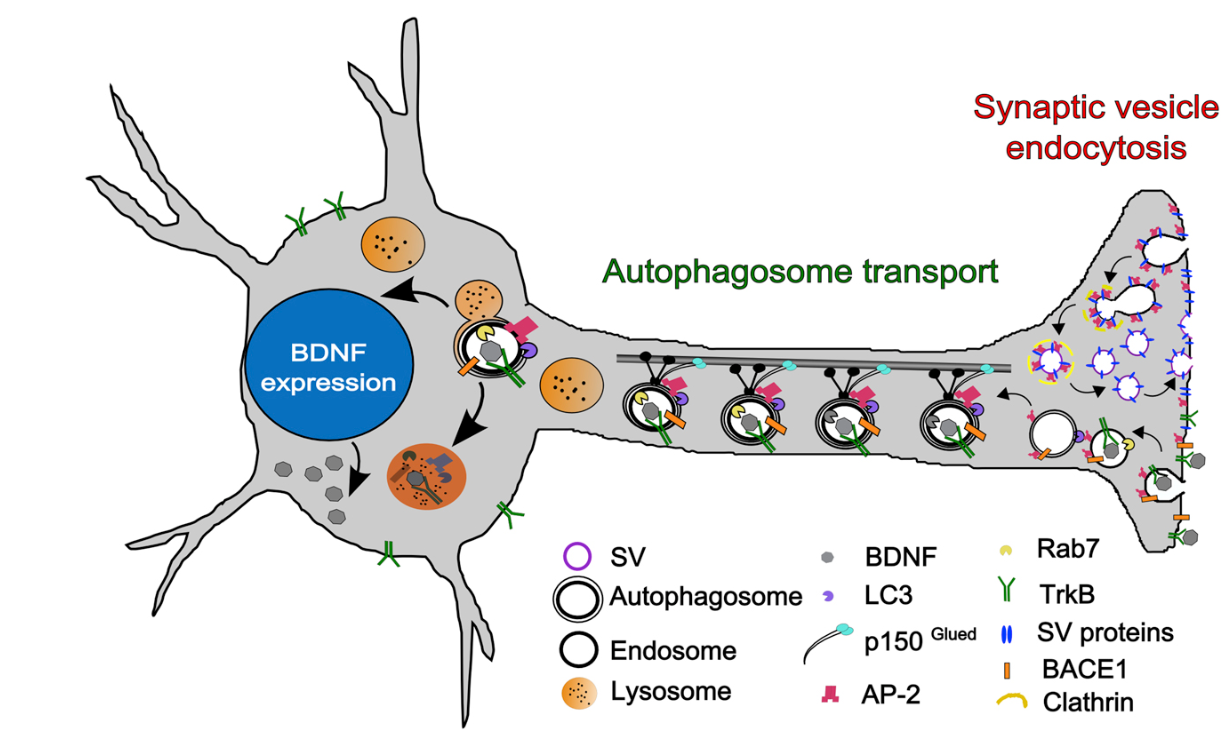 Synaptic vesicle
endocytosis
Autophagosome transport
BDNF
expression
SV
Autophagosome
Endosome
Lysosome
BDNF
LC3
p150 Glued
AP-2
Rab7
TrkB
SV proteins
BACE1
Clathrin